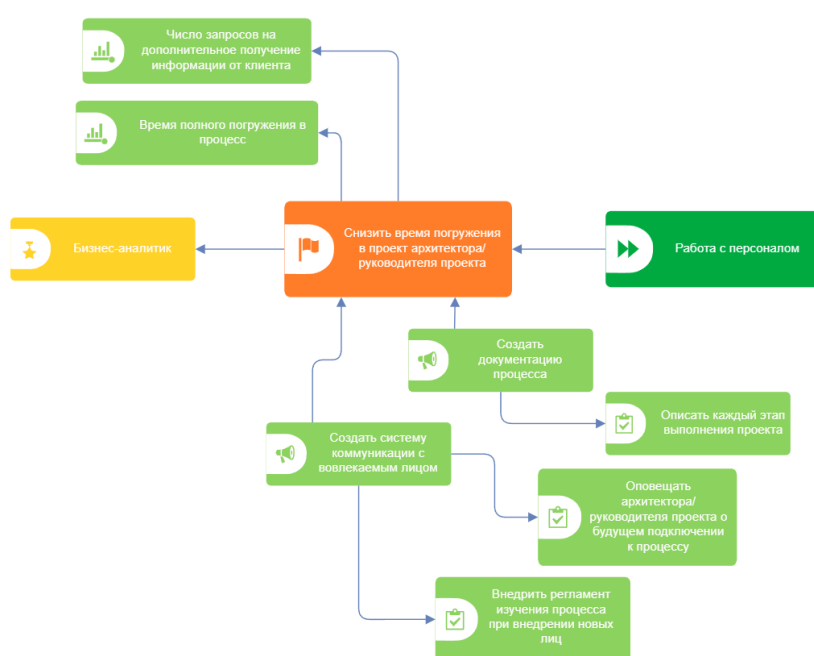 Число запросов на
дополнительное получение
информации от клиента
Время полного погружения в
процесс
Бизнес-аналитик
Снизить время погружения
в проект архитектора/
руководителя проекта
Работа с персоналом
Создать
документацию
процесса
Описать каждый этап
выполнения проекта
Создать систему
коммуникации с
вовлекаемым лицом
Оповещать
архитектора/
руководителя проекта о
будущем подключении
к процессу
Внедрить регламент
изучения процесса
при внедрении новых
лиц